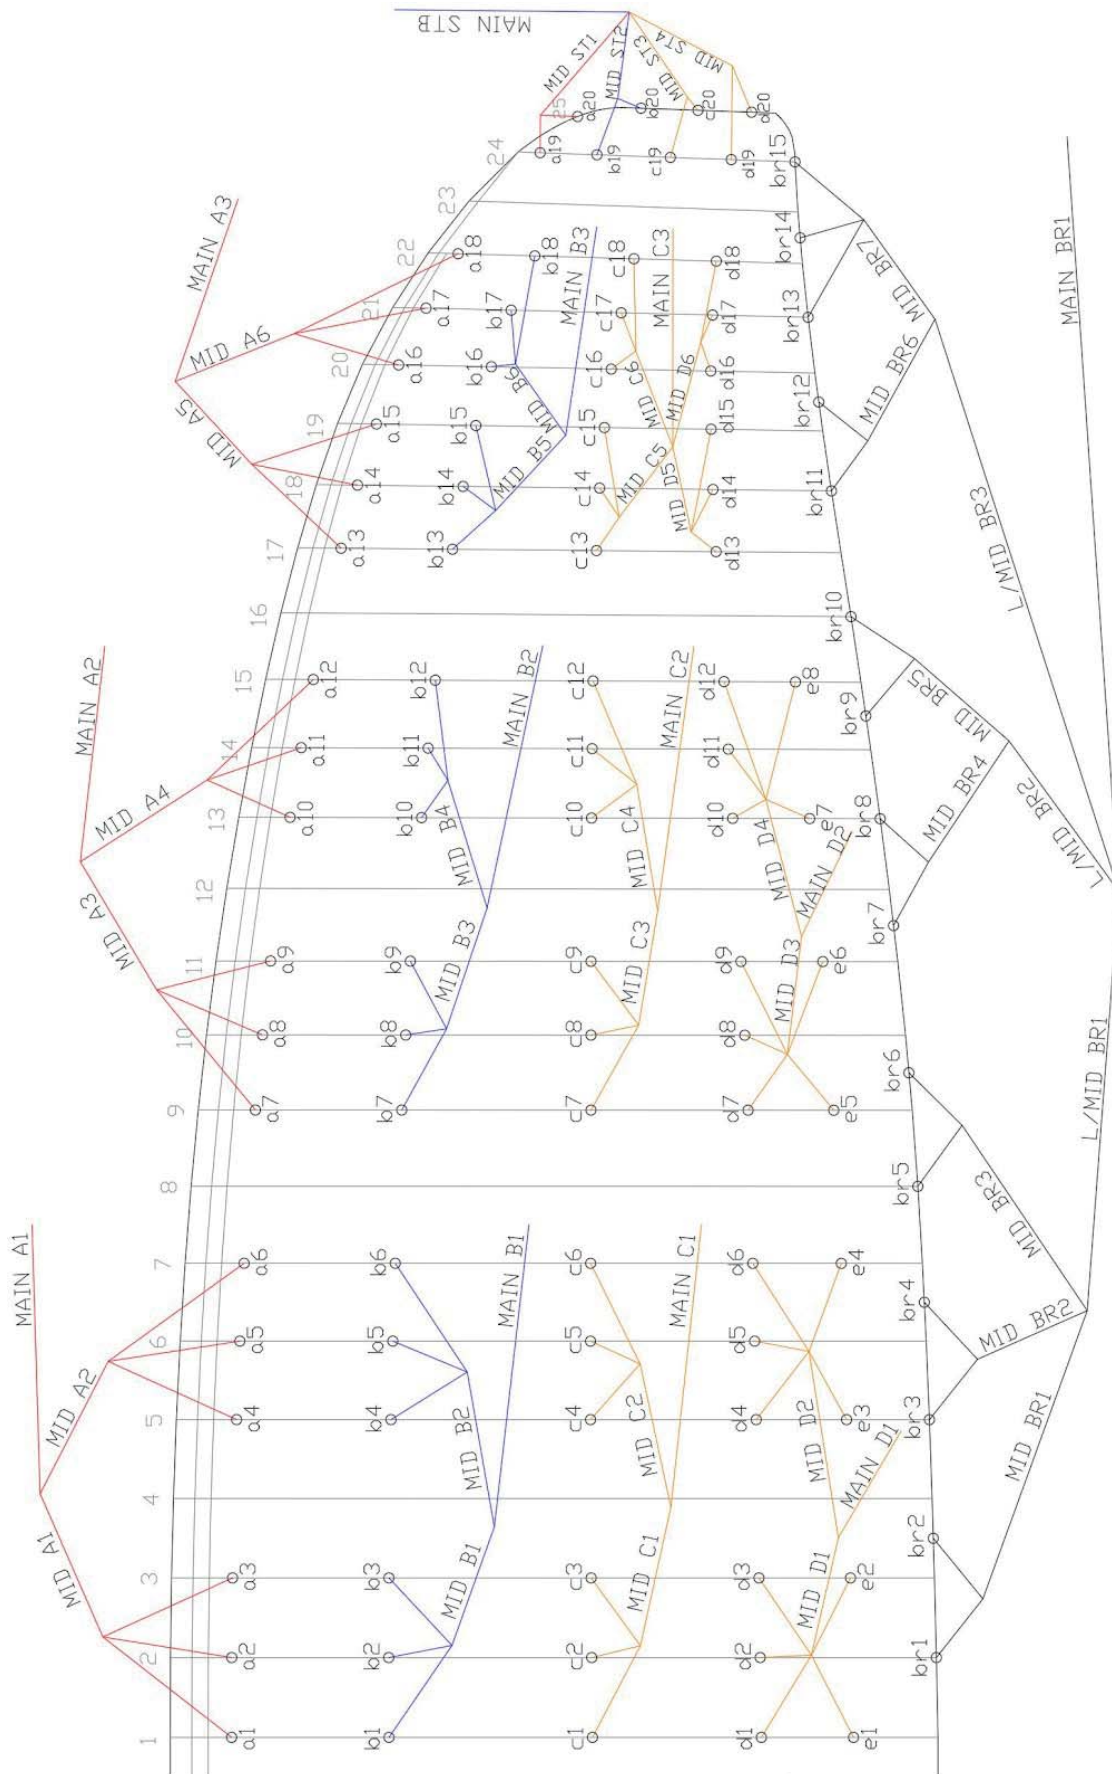 MAIN A1
MAIN A2
MAIN A3
MID A1
MID A2
MID A3
MID A4
MID A5
MID A6
1 2 3 4 5 6 7 8 9 10 11 12 13 14 15 16 17 18 19 20 21 22 23 24 25
a1 a2 a3 a4 a5 a6 a7 a8 a9 a10 a11 a12 a13 a14 a15 a16 a17 a18 a19 a20
b1 b2 b3 b4 b5 b6 b7 b8 b9 b10 b11 b12 b13 b14 b15 b16 b17 b18 b19 b20
MID B1
MID B2
MAIN B1
MID B3
MID B4
MAIN B2
MID B5
MID B6
MAIN B3
c1 c2 c3 c4 c5 c6 c7 c8 c9 c10 c11 c12 c13 c14 c15 c16 c17 c18 c19 c20
MID C1
MID C2
MAIN C1
MID C3
MID C4
MAIN C2
MID C5
MID C6
MAIN C3
d1 d2 d3 d4 d5 d6 d7 d8 d9 d10 d11 d12 d13 d14 d15 d16 d17 d18 d19 d20
MID D1
MID D2
MAIN D1
MID D3
MID D4
MAIN D2
MID D5
MID D6
e1 e2 e3 e4 e5 e6 e7 e8
MAIN STB
MID ST1
MID ST2
MID ST3
MID ST4
br1 br2 br3 br4 br5 br6 br7 br8 br9 br10 br11 br12 br13 br14 br15
MID BR1
MID BR2
MID BR3
MID BR4
MID BR5
MID BR6
MID BR7
L/MID BR1
L/MID BR2
L/MID BR3
MAIN BR1